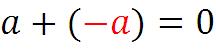 a + (−a) = 0